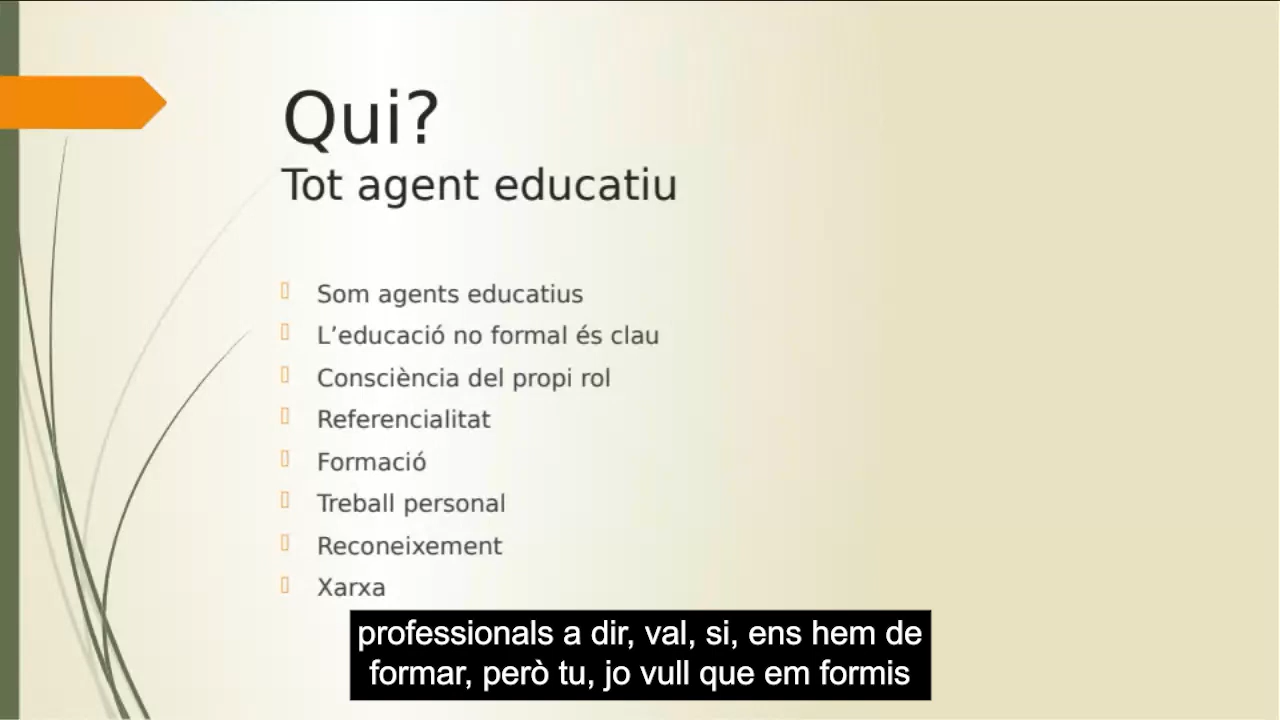 Qui?
Tot agent educatiu
Som agents educatius
L’educació no formal és clau
Consciència del propi rol
Referencialitat
Formació
Treball personal
Reconeixement
Xarxa
professionals a dir, val, si, ens hem de
formar, però tu, jo vull que em formis